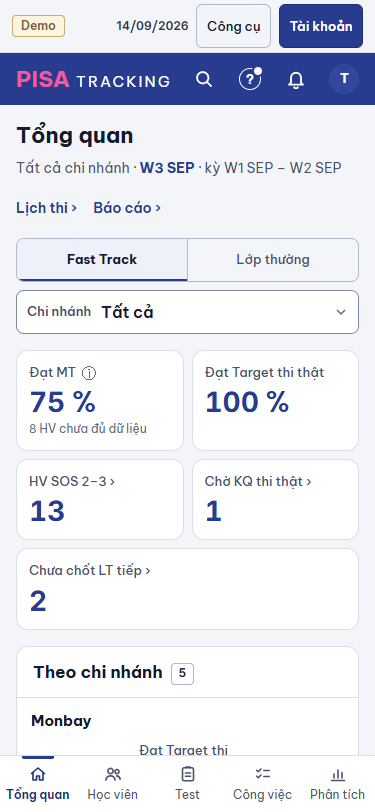 Demo 14/09/2026 Công cụ Tài khoản
PISA TRACKING ? T
Tổng quan
Tất cả chi nhánh · W3 SEP · kỳ W1 SEP – W2 SEP
Lịch thi › Báo cáo ›
Fast Track Lớp thường
Chi nhánh Tất cả
Đạt MT ⓘ Đạt Target thi thật
75 % 100 %
8 HV chưa đủ dữ liệu
HV SOS 2–3 › Chờ KQ thi thật ›
13 1
Chưa chốt LT tiếp ›
2
Theo chi nhánh 5
Monbay
Đạt Target thi
Tổng quan Học viên Test Công việc Phân tích